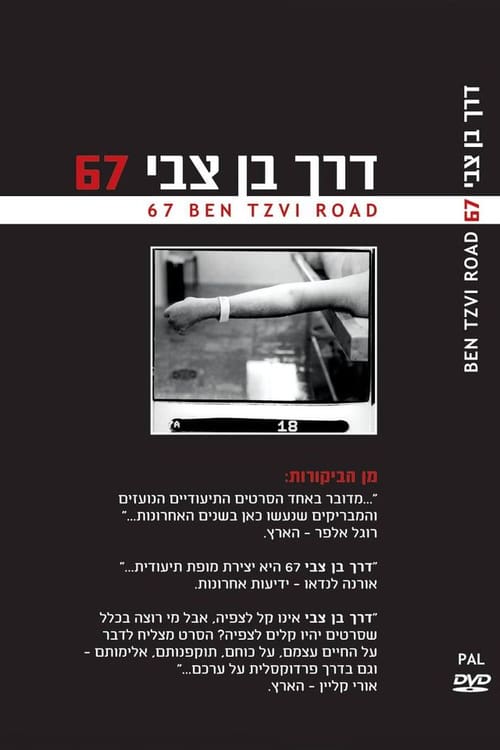 דרך בן צבי 67
67 BEN TZVI ROAD
7A 18
מן הביקורות:
"...מדובר באחד הסרטים התיעודיים הנועזים
והמבריקים שנעשו כאן בשנים האחרונות..."
רוגל אלפר - הארץ.
"דרך בן צבי 67 היא יצירת מופת תיעודית..."
אורנה לנדאו - ידיעות אחרונות.
"דרך בן צבי אינו קל לצפיה, אבל מי רוצה בכלל
שסרטים יהיו קלים לצפיה? הסרט מצליח לדבר
על החיים עצמם, על כוחם, תוקפנותם, אלימותם -
וגם בדרך פרדוקסלית על ערכם..."
אורי קליין - הארץ.
דרך בן צבי 67 BEN TZVI ROAD
PAL
DVD